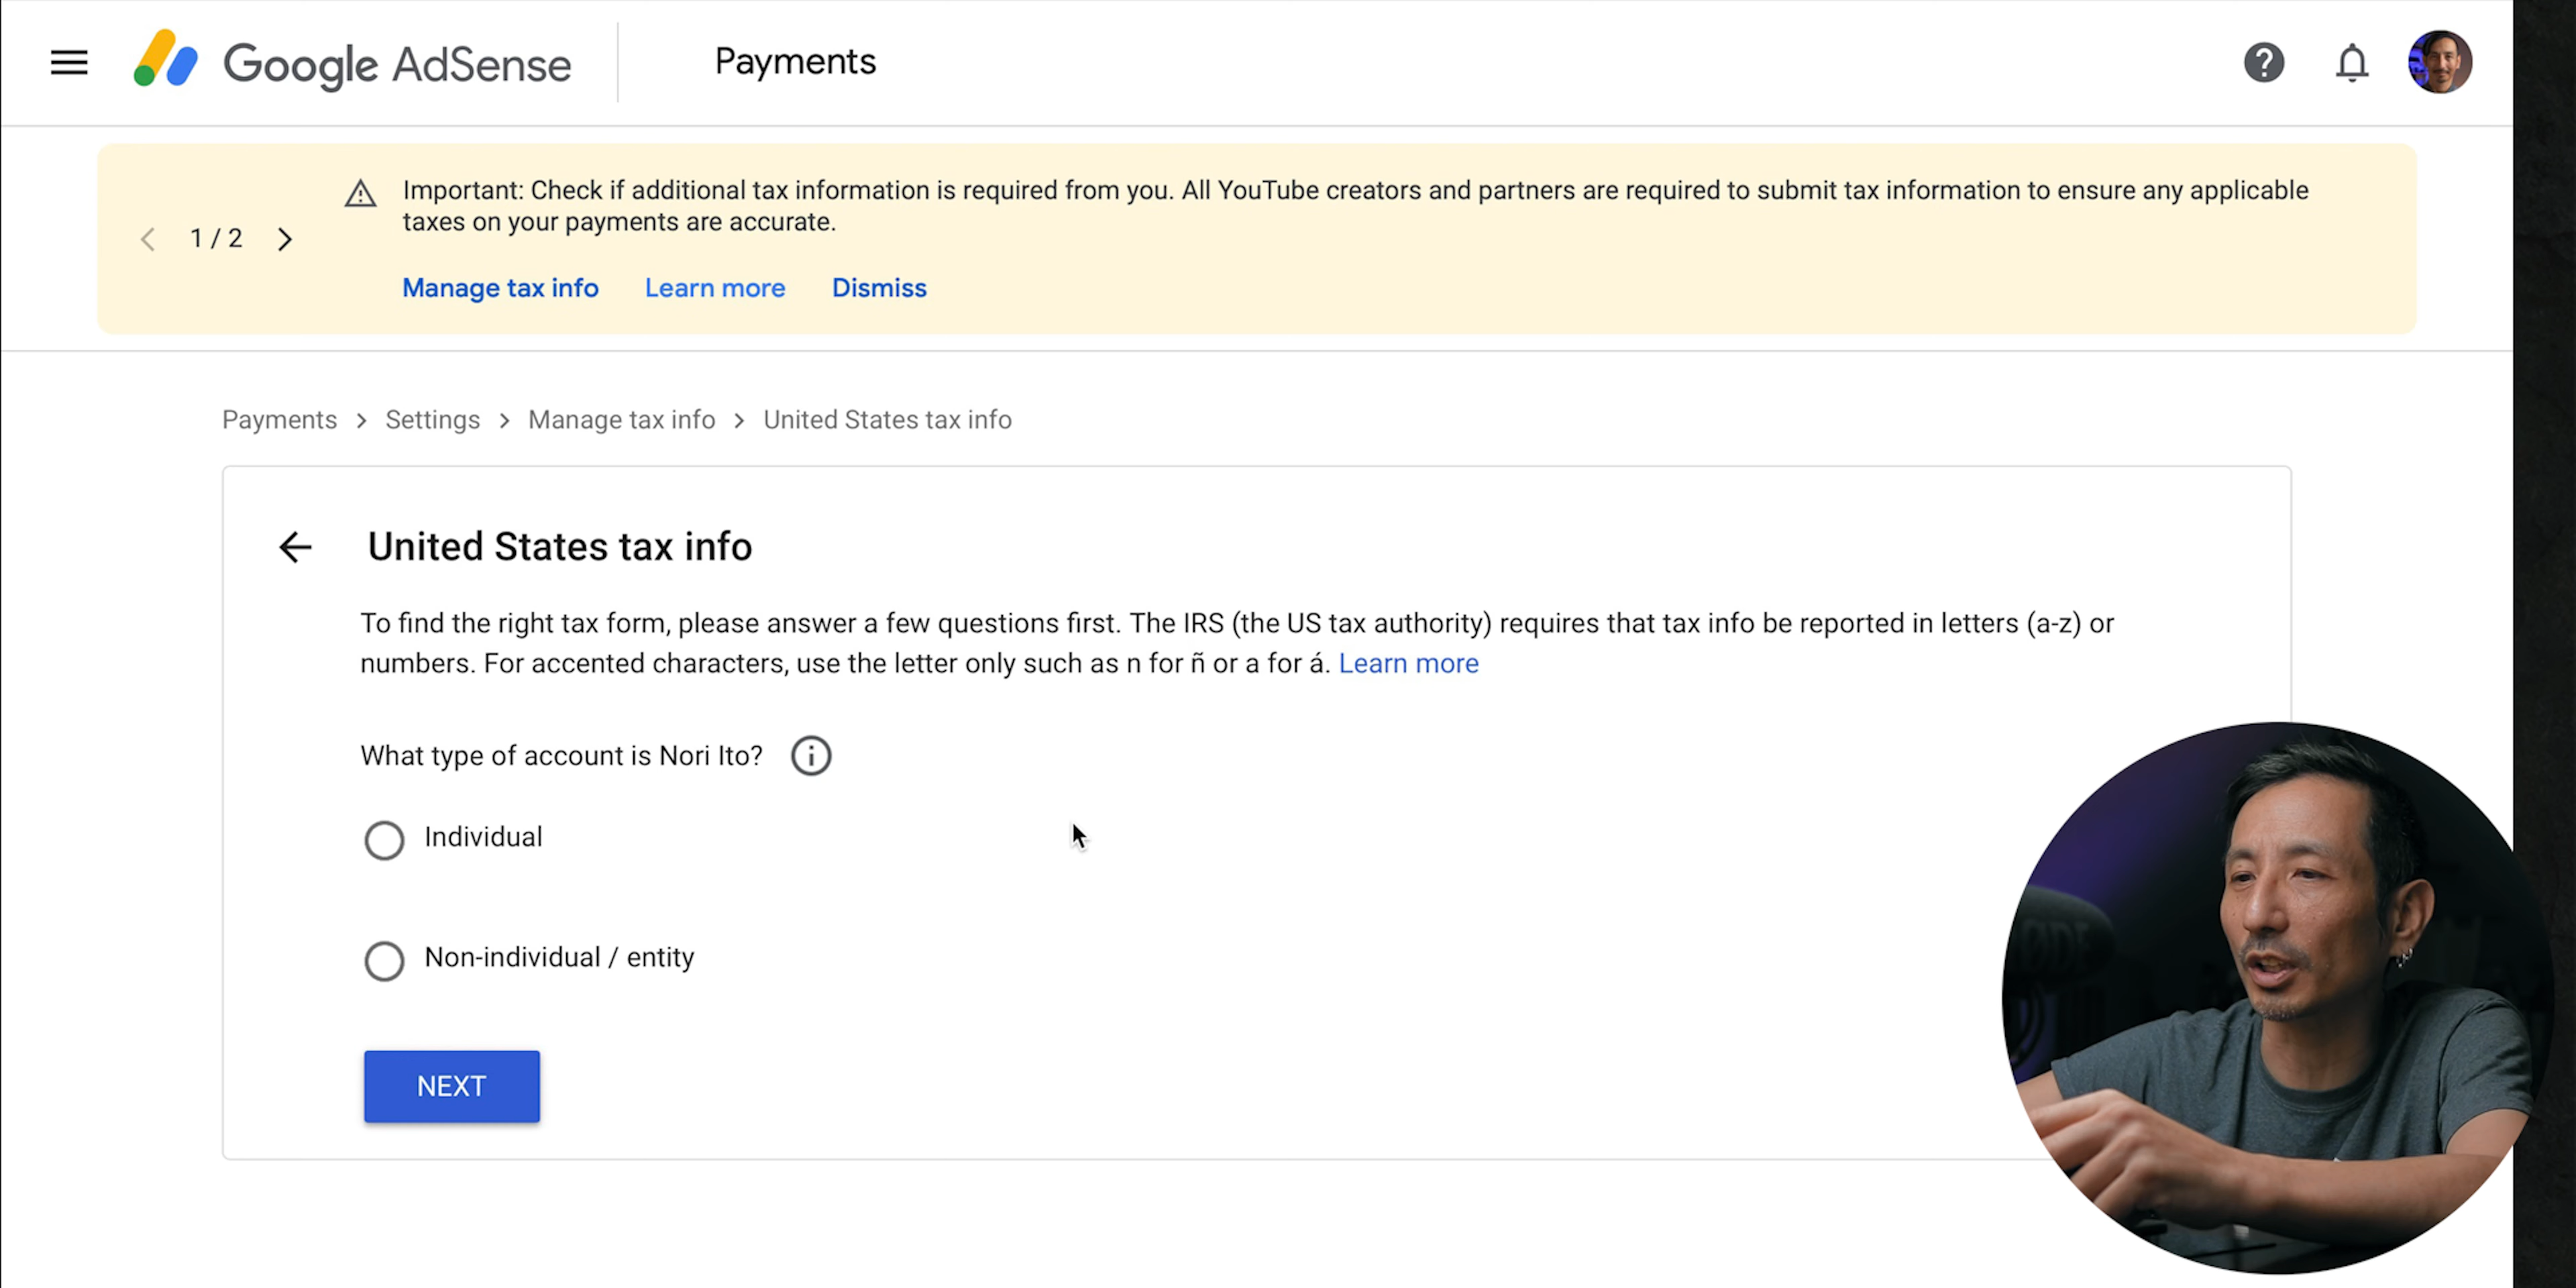 Google AdSense
Payments
Important: Check if additional tax information is required from you. All YouTube creators and partners are required to submit tax information to ensure any applicable
taxes on your payments are accurate.
1 / 2
Manage tax info Learn more Dismiss
Payments > Settings > Manage tax info > United States tax info
United States tax info
To find the right tax form, please answer a few questions first. The IRS (the US tax authority) requires that tax info be reported in letters (a-z) or
numbers. For accented characters, use the letter only such as n for ñ or a for á. Learn more
What type of account is Nori Ito?
Individual
Non-individual / entity
NEXT